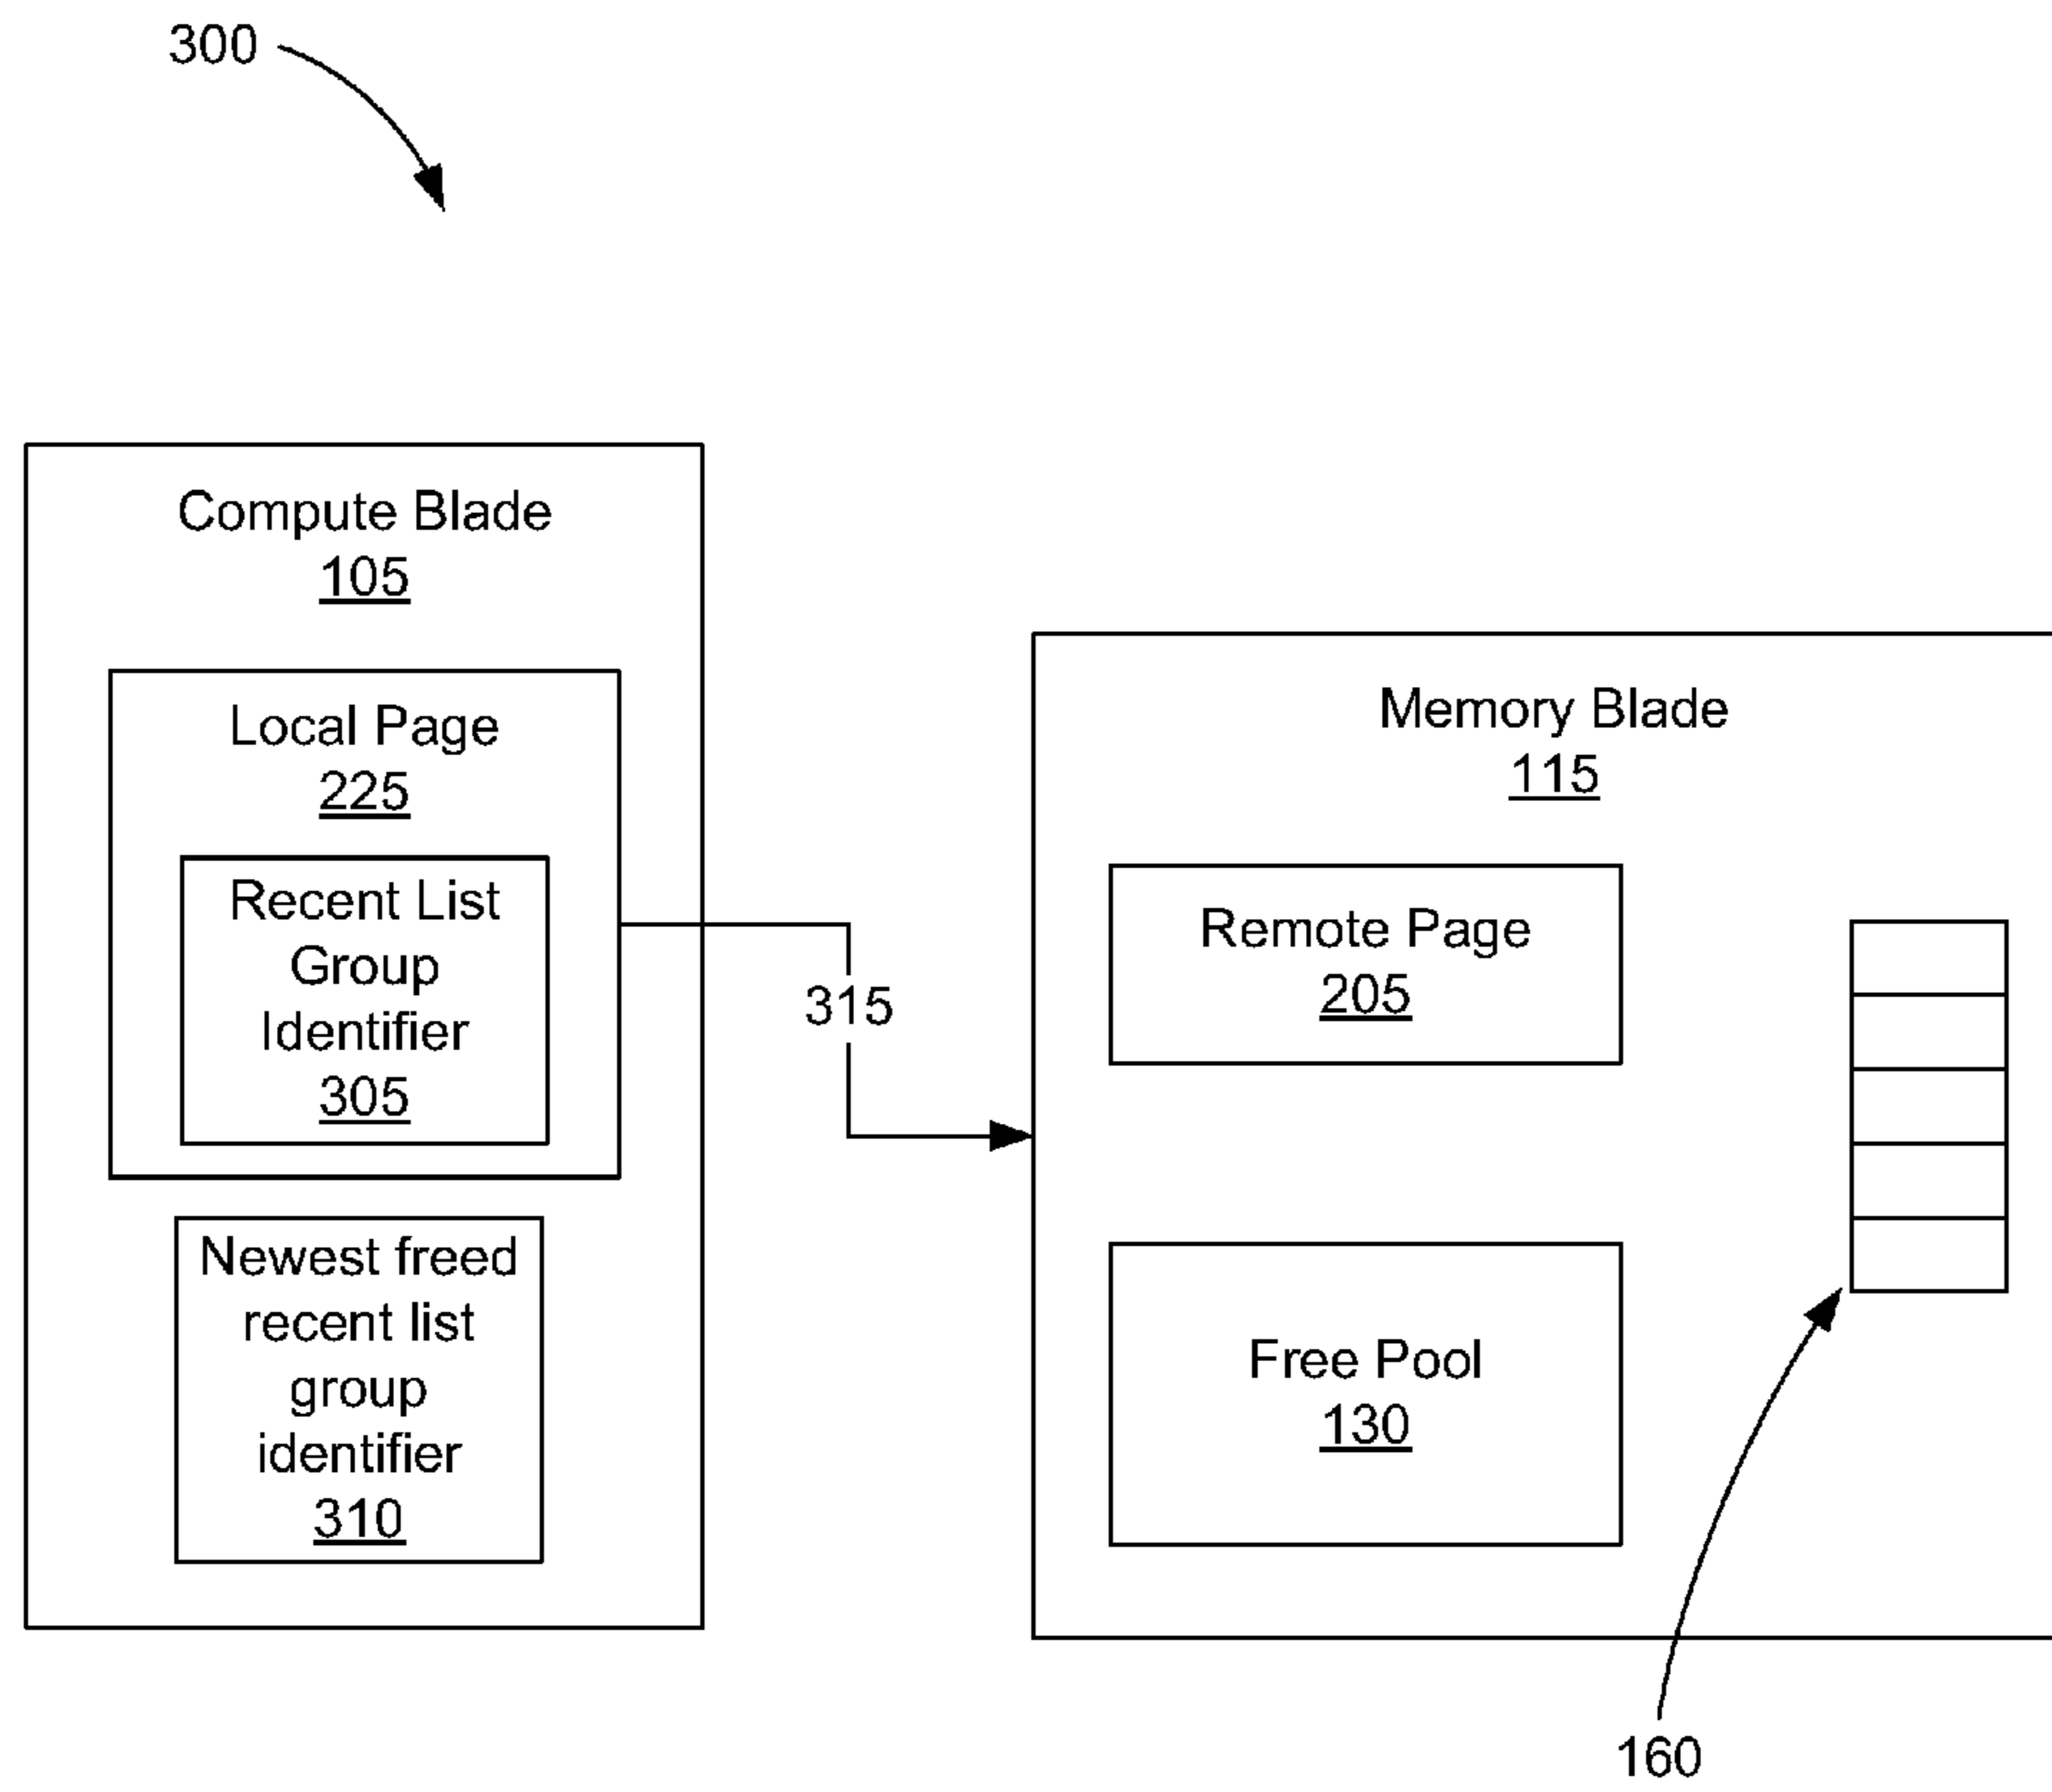 300
Compute Blade
105
Local Page
225
Recent List
Group
Identifier
305
Newest freed
recent list
group
identifier
310
315
Memory Blade
115
Remote Page
205
Free Pool
130
160